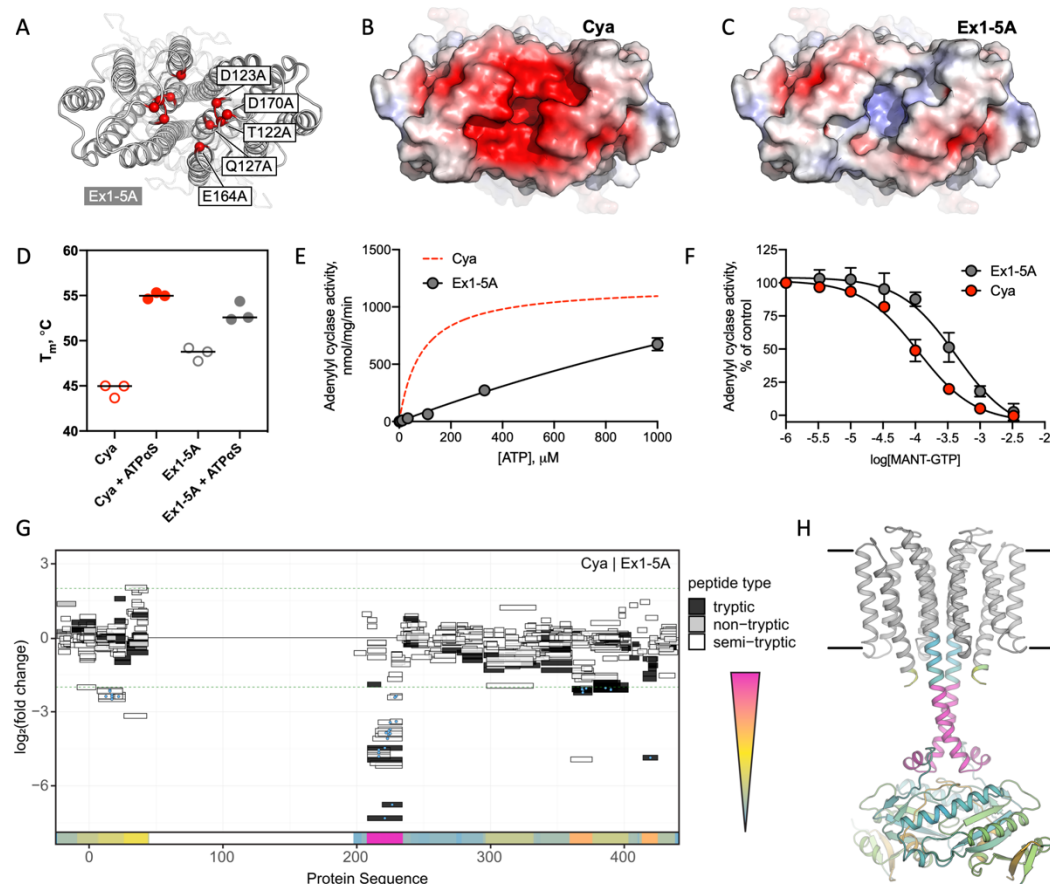 A
D123A
D170A
T122A
Q127A
E164A
Ex1-5A
B
Cya
C
Ex1-5A
D
Tm, °C
60
55
50
45
40
Cya
Cya + ATPαS
Ex1-5A
Ex1-5A + ATPαS
E
Adenylyl cyclase activity,
nmol/mg/min
1500
1000
500
0
Cya
Ex1-5A
0 200 400 600 800 1000
[ATP], μM
F
Adenylyl cyclase activity,
% of control
125
100
75
50
25
0
Ex1-5A
Cya
-6 -5.5 -5 -4.5 -4 -3.5 -3 -2.5 -2
log[MANT-GTP]
G
log2(fold change)
3
0
-3
-6
Cya | Ex1-5A
0 200 300 400
Protein Sequence
peptide type
tryptic
non-tryptic
semi-tryptic
H